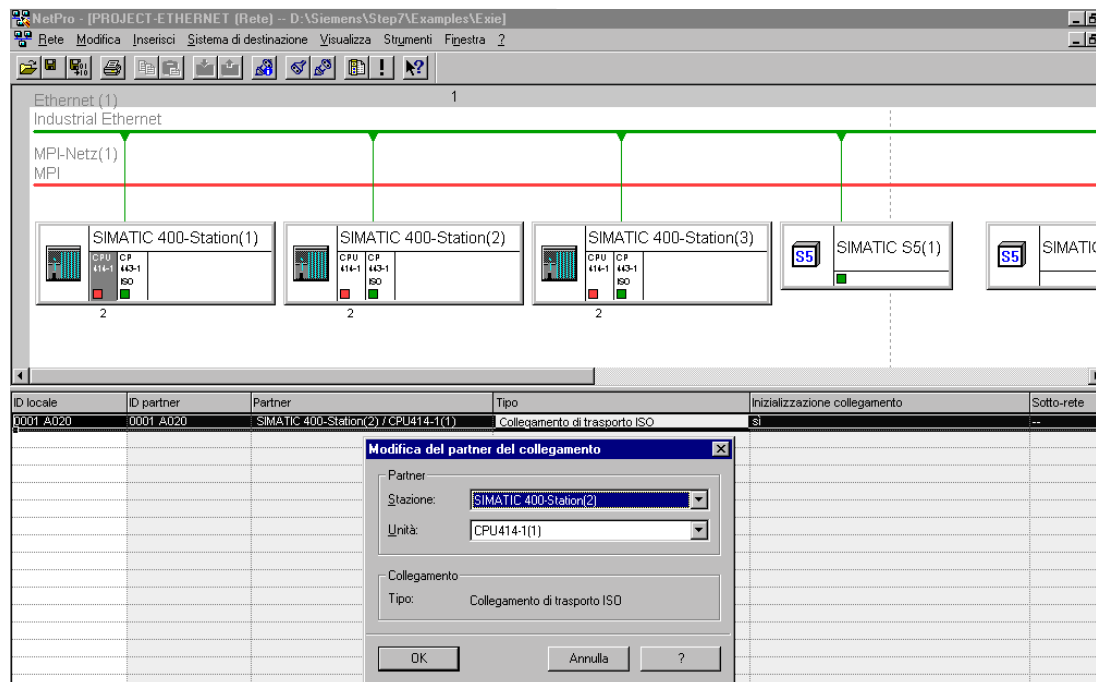 NetPro - [PROJECT-ETHERNET (Rete) -- D:\Siemens\Step7\Examples\Exie]
Rete Modifica Inserisci Sistema di destinazione Visualizza Strumenti Finestra ?
Ethernet (1) 1
Industrial Ethernet
MPI-Netz(1)
MPI
SIMATIC 400-Station(1)
CPU 414-1
CP 443-1 ISO
2
SIMATIC 400-Station(2)
CPU 414-1
CP 443-1 ISO
2
SIMATIC 400-Station(3)
CPU 414-1
CP 443-1 ISO
2
S5
SIMATIC S5(1)
S5
SIMATIC
ID locale ID partner Partner Tipo Inizializzazione collegamento Sotto-rete
0001 A020 0001 A020 SIMATIC 400-Station(2) / CPU414-1(1) Collegamento di trasporto ISO sì --
Modifica del partner del collegamento
Partner
Stazione: SIMATIC 400-Station(2)
Unità: CPU414-1(1)
Collegamento
Tipo: Collegamento di trasporto ISO
OK Annulla ?